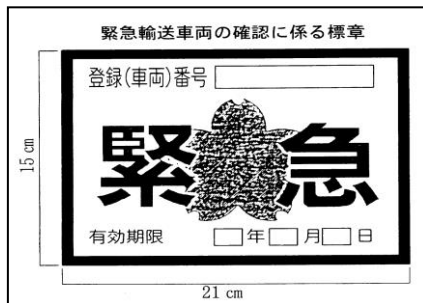 緊急輸送車両の確認に係る標章
登録(車両)番号
緊急
有効期限 年 月 日
15 cm
21 cm